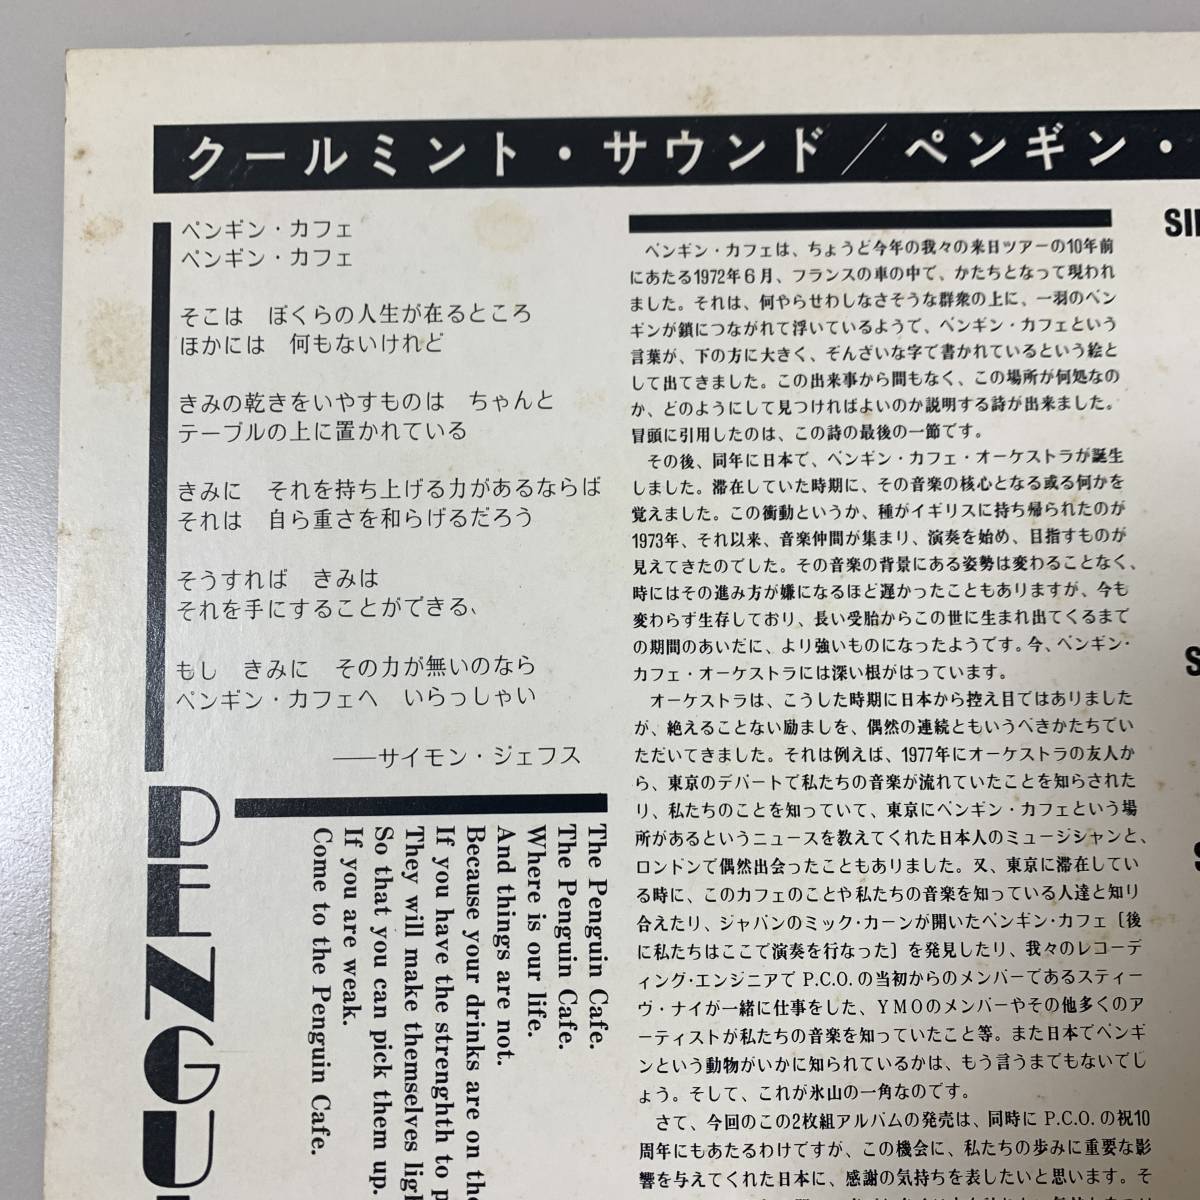 クールミント・サウンド／ペンギン・
ペンギン・カフェ
ペンギン・カフェ
そこは　ぼくらの人生が在るところ
ほかには　何もないけれど
きみの乾きをいやすものは　ちゃんと
テーブルの上に置かれている
きみに　それを持ち上げる力があるならば
それは　自ら重さを和らげるだろう
そうすれば　きみは
それを手にすることができる、
もし　きみに　その力が無いのなら
ペンギン・カフェへ　いらっしゃい
――サイモン・ジェフス
The Penguin Cafe.
The Penguin Cafe.
Where is our life.
And things are not.
Because your drinks are on the
If you have the strenghth to p
They will make themselves ligh
So that you can pick them up.
If you are weak.
Come to the Penguin Cafe.
PENGU
ペンギン・カフェは、ちょうど今年の我々の来日ツアーの10年前
にあたる1972年6月、フランスの車の中で、かたちとなって現われ
ました。それは、何やらせわしなさそうな群衆の上に、一羽のペン
ギンが鎖につながれて浮いているようで、ペンギン・カフェという
言葉が、下の方に大きく、ぞんざいな字で書かれているという絵と
して出てきました。この出来事から間もなく、この場所が何処なの
か、どのようにして見つければよいのか説明する詩が出来ました。
冒頭に引用したのは、この詩の最後の一節です。
その後、同年に日本で、ペンギン・カフェ・オーケストラが誕生
しました。滞在していた時期に、その音楽の核心となる或る何かを
覚えました。この衝動というか、種がイギリスに持ち帰られたのが
1973年、それ以来、音楽仲間が集まり、演奏を始め、目指すものが
見えてきたのでした。その音楽の背景にある姿勢は変わることなく、
時にはその進み方が嫌になるほど遅かったこともありますが、今も
変わらず生存しており、長い受胎からこの世に生まれ出てくるまで
の期間のあいだに、より強いものになったようです。今、ペンギン・
カフェ・オーケストラには深い根がはっています。
オーケストラは、こうした時期に日本から控え目ではありました
が、絶えることない励ましを、偶然の連続ともいうべきかたちでい
ただいてきました。それは例えば、1977年にオーケストラの友人か
ら、東京のデパートで私たちの音楽が流れていたことを知らされた
り、私たちのことを知っていて、東京にペンギン・カフェという場
所があるというニュースを教えてくれた日本人のミュージシャンと、
ロンドンで偶然出会ったこともありました。又、東京に滞在してい
る時に、このカフェのことや私たちの音楽を知っている人達と知り
合えたり、ジャパンのミック・カーンが開いたペンギン・カフェ〔後
に私たちはここで演奏を行なった〕を発見したり、我々のレコーデ
ィング・エンジニアでP.C.O.の当初からのメンバーであるスティー
ヴ・ナイが一緒に仕事をした、YMOのメンバーやその他多くのア
ーティストが私たちの音楽を知っていたこと等。また日本でペンギ
ンという動物がいかに知られているかは、もう言うまでもないでし
ょう。そして、これが氷山の一角なのです。
さて、今回のこの2枚組アルバムの発売は、同時にP.C.O.の祝10
周年にもあたるわけですが、この機会に、私たちの歩みに重要な影
響を与えてくれた日本に、感謝の気持ちを表したいと思います。そ
SI
S
S